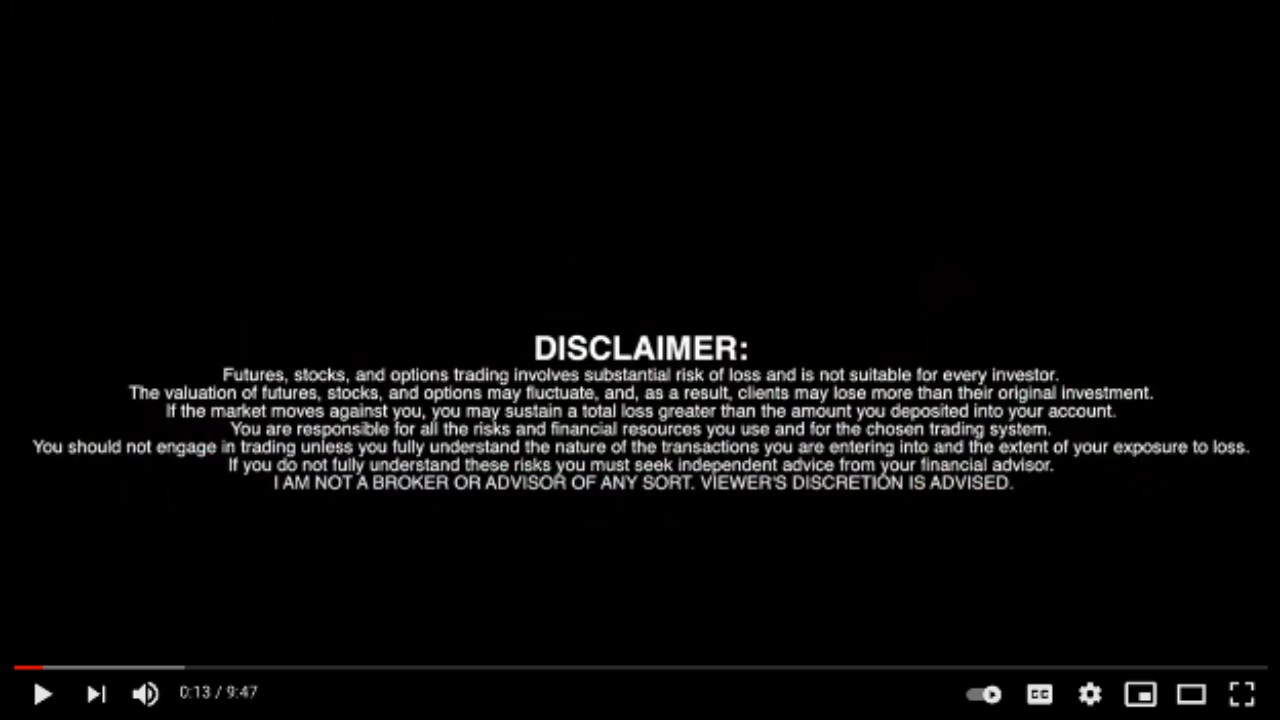 DISCLAIMER:
Futures, stocks, and options trading involves substantial risk of loss and is not suitable for every investor.
The valuation of futures, stocks, and options may fluctuate, and, as a result, clients may lose more than their original investment.
If the market moves against you, you may sustain a total loss greater than the amount you deposited into your account.
You are responsible for all the risks and financial resources you use and for the chosen trading system.
You should not engage in trading unless you fully understand the nature of the transactions you are entering into and the extent of your exposure to loss.
If you do not fully understand these risks you must seek independent advice from your financial advisor.
I AM NOT A BROKER OR ADVISOR OF ANY SORT. VIEWER'S DISCRETION IS ADVISED.
0:13 / 9:47 CC